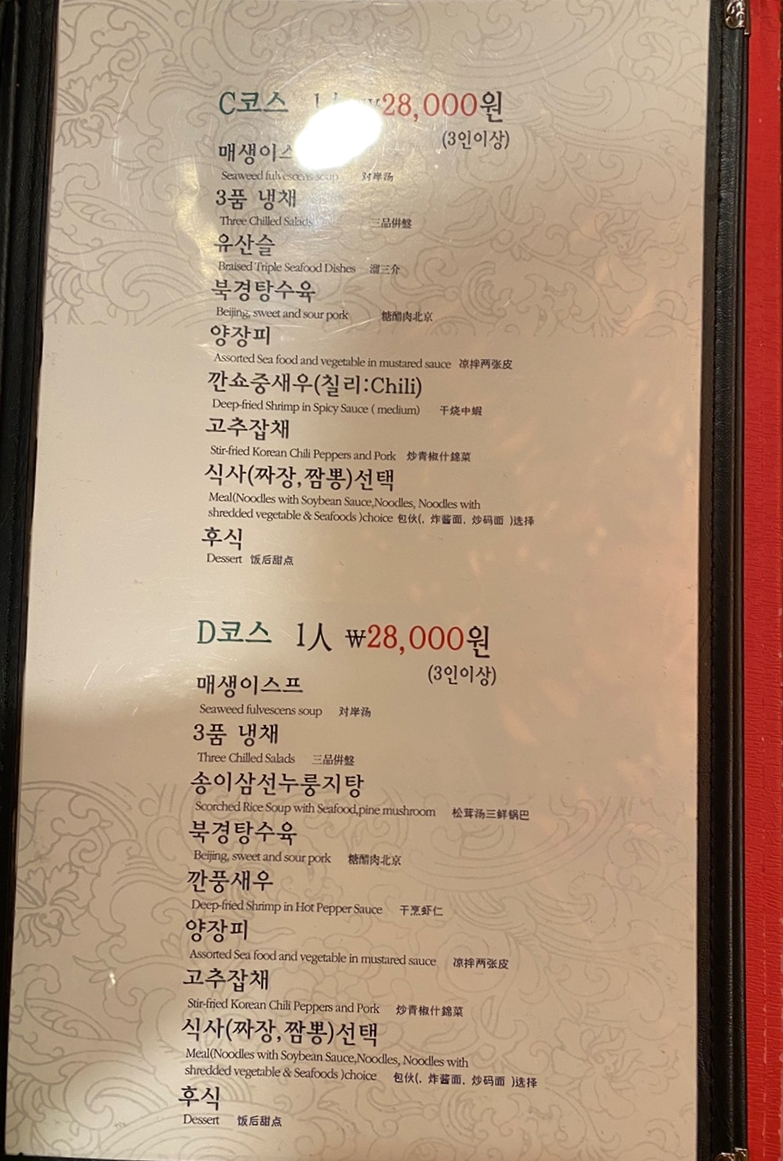 C코스 28,000원
(3인이상)
매생이스
Seaweed fulvescens soup 对岸汤
3품 냉채
Three Chilled Salads 三品倂盤
유산슬
Braised Triple Seafood Dishes 溜三介
북경탕수육
Beijing, sweet and sour pork 糖醋肉北京
양장피
Assorted Sea food and vegetable in mustared sauce 凉拌两张皮
깐쇼중새우(칠리:Chili)
Deep-fried Shrimp in Spicy Sauce ( medium) 干烧中蝦
고추잡채
Stir-fried Korean Chili Peppers and Pork 炒青椒什錦菜
식사(짜장,짬뽕)선택
Meal(Noodles with Soybean Sauce,Noodles, Noodles with
shredded vegetable & Seafoods )choice 包伙(, 炸酱面, 炒码面 )选择
후식
Dessert 饭后甜点
D코스 1人 ₩28,000원
(3인이상)
매생이스프
Seaweed fulvescens soup 对岸汤
3품 냉채
Three Chilled Salads 三品倂盤
송이삼선누룽지탕
Scorched Rice Soup with Seafood,pine mushroom 松茸汤三鲜锅巴
북경탕수육
Beijing, sweet and sour pork 糖醋肉北京
깐풍새우
Deep-fried Shrimp in Hot Pepper Sauce 干烹虾仁
양장피
Assorted Sea food and vegetable in mustared sauce 凉拌两张皮
고추잡채
Stir-fried Korean Chili Peppers and Pork 炒青椒什錦菜
식사(짜장,짬뽕)선택
Meal(Noodles with Soybean Sauce,Noodles, Noodles with
shredded vegetable & Seafoods )choice 包伙(, 炸酱面, 炒码面 )选择
후식
Dessert 饭后甜点